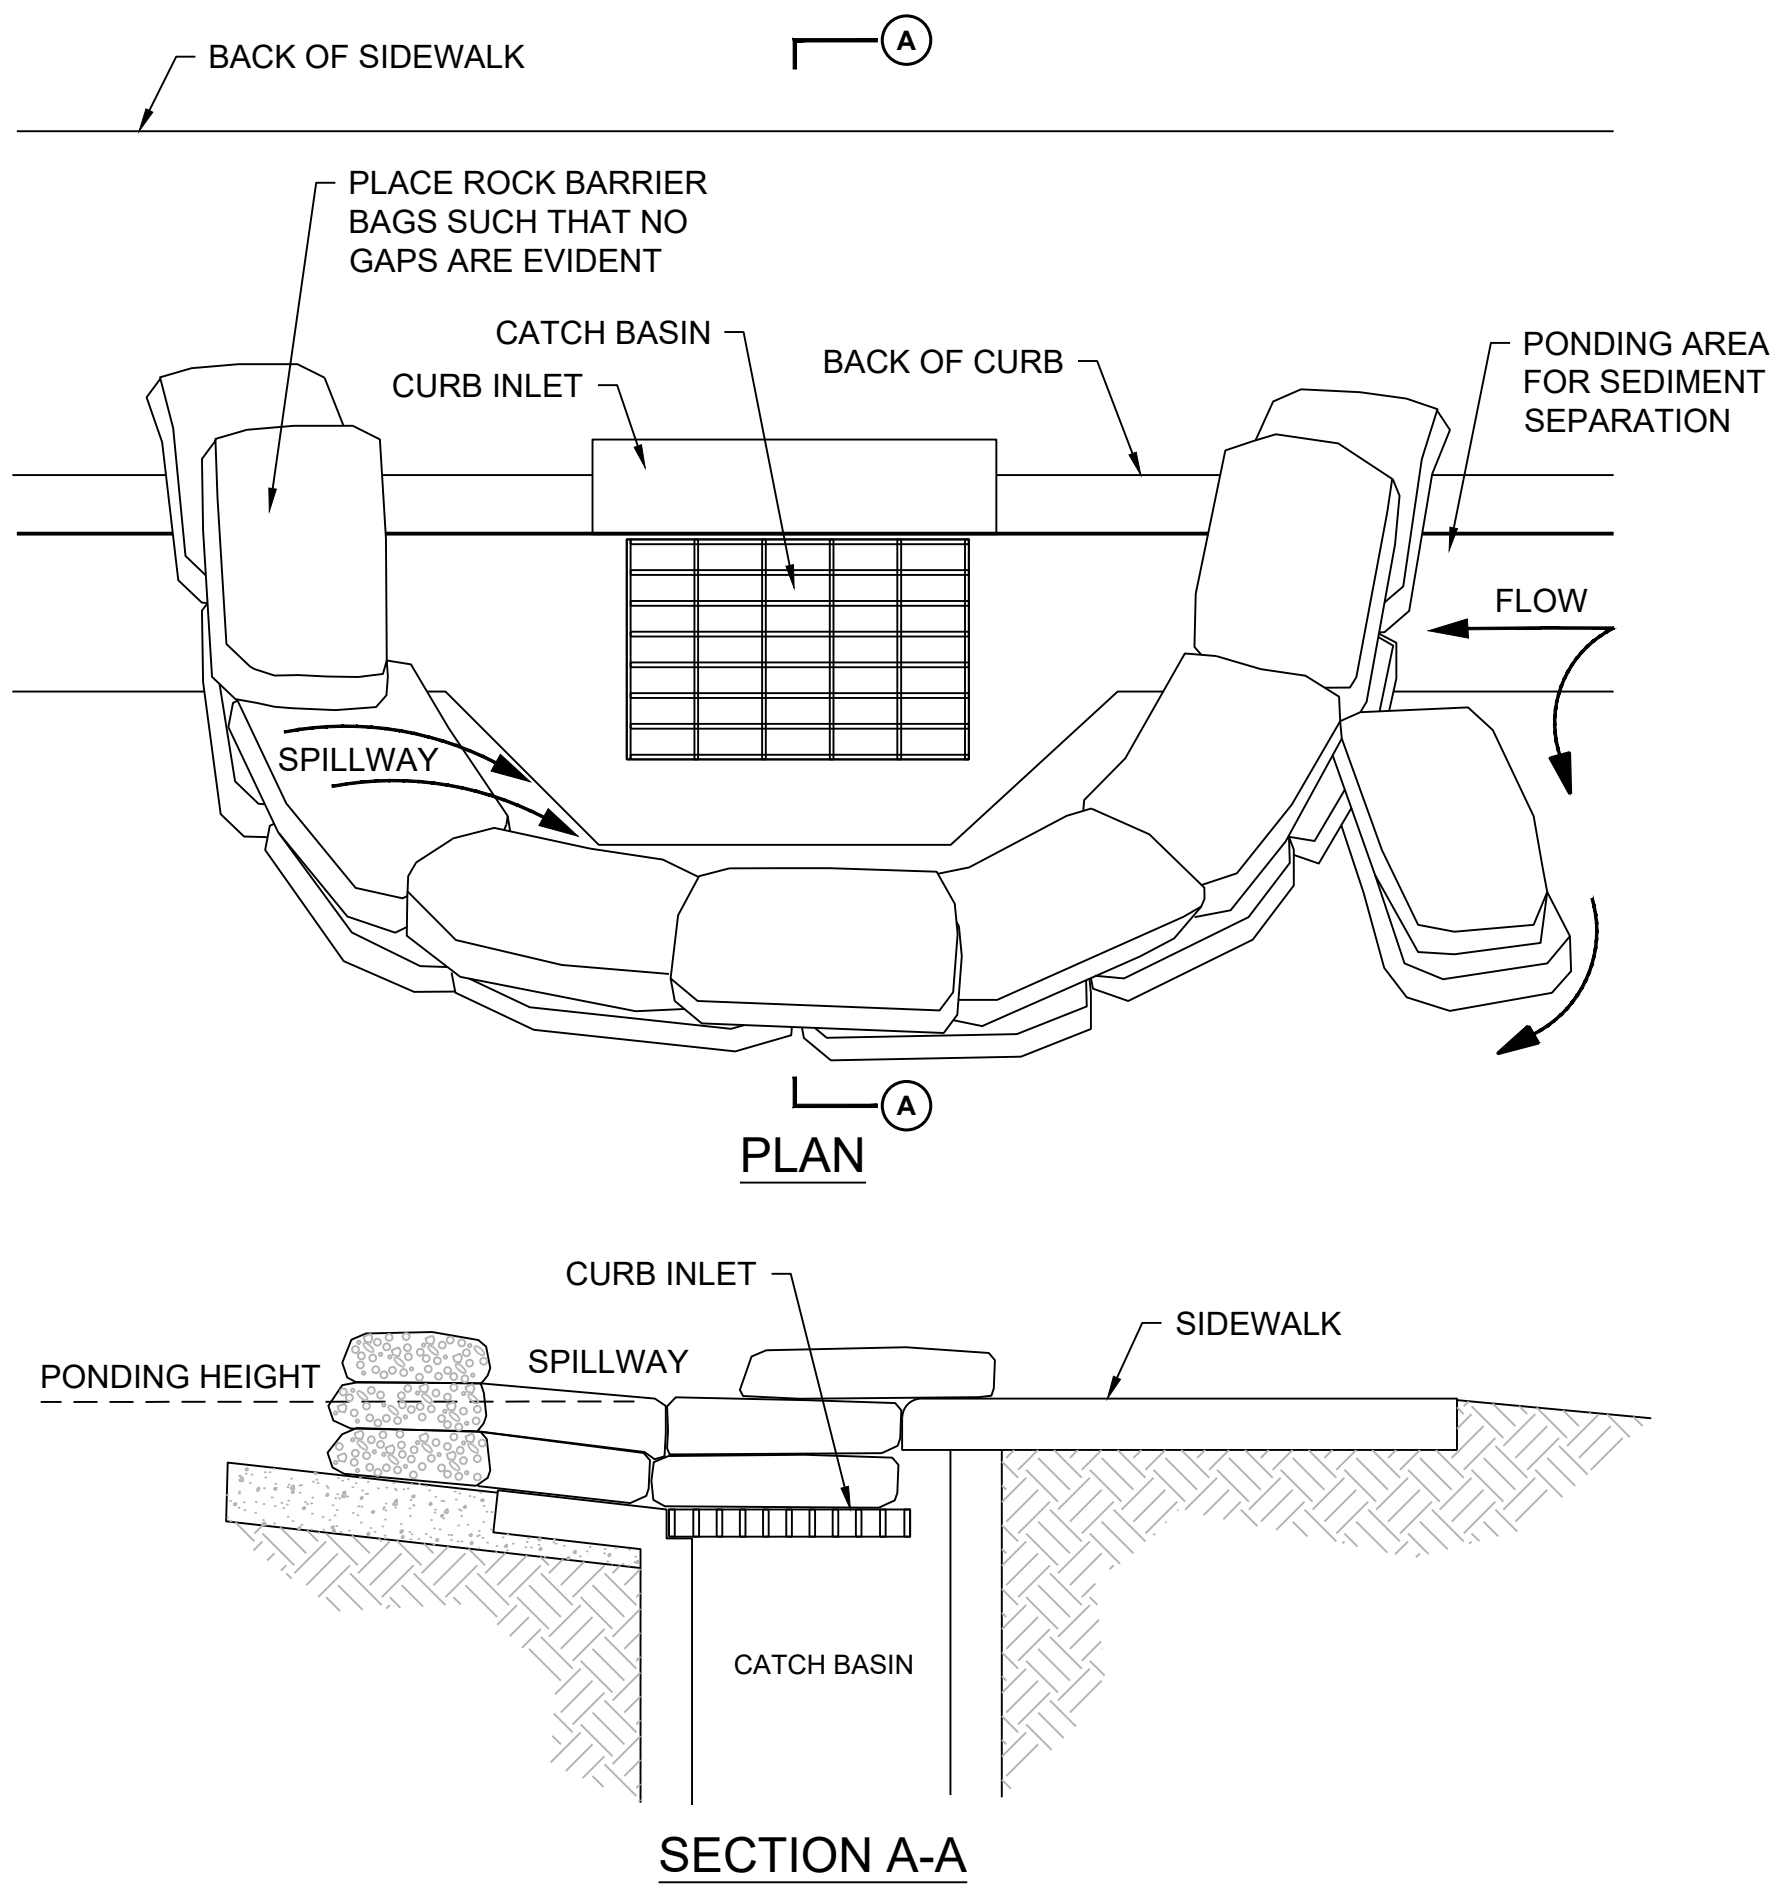 A
BACK OF SIDEWALK
PLACE ROCK BARRIER
BAGS SUCH THAT NO
GAPS ARE EVIDENT
CATCH BASIN
CURB INLET
BACK OF CURB
PONDING AREA
FOR SEDIMENT
SEPARATION
FLOW
SPILLWAY
A
PLAN
CURB INLET
SIDEWALK
SPILLWAY
PONDING HEIGHT
CATCH BASIN
SECTION A-A